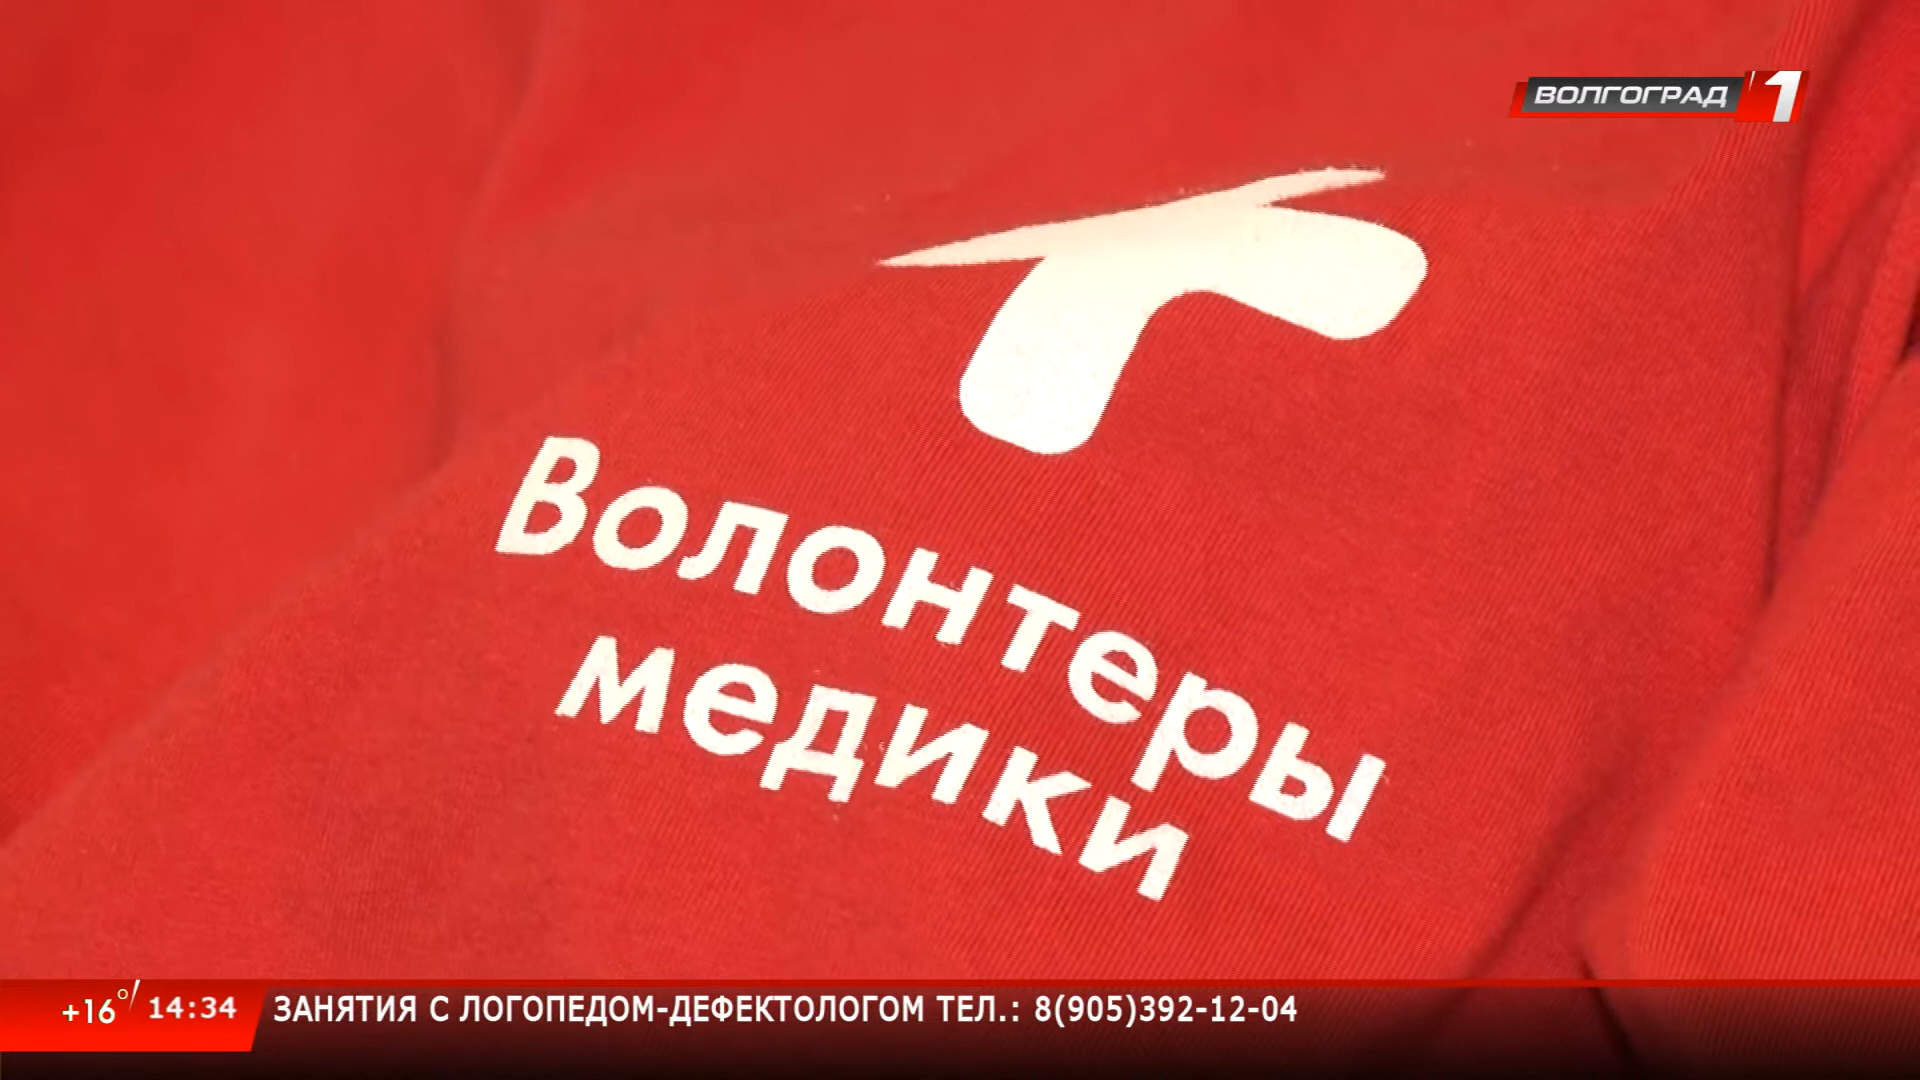 ВОЛГОГРАД 1
Волонтеры
медики
+16° 14:34 ЗАНЯТИЯ С ЛОГОПЕДОМ-ДЕФЕКТОЛОГОМ ТЕЛ.: 8(905)392-12-04